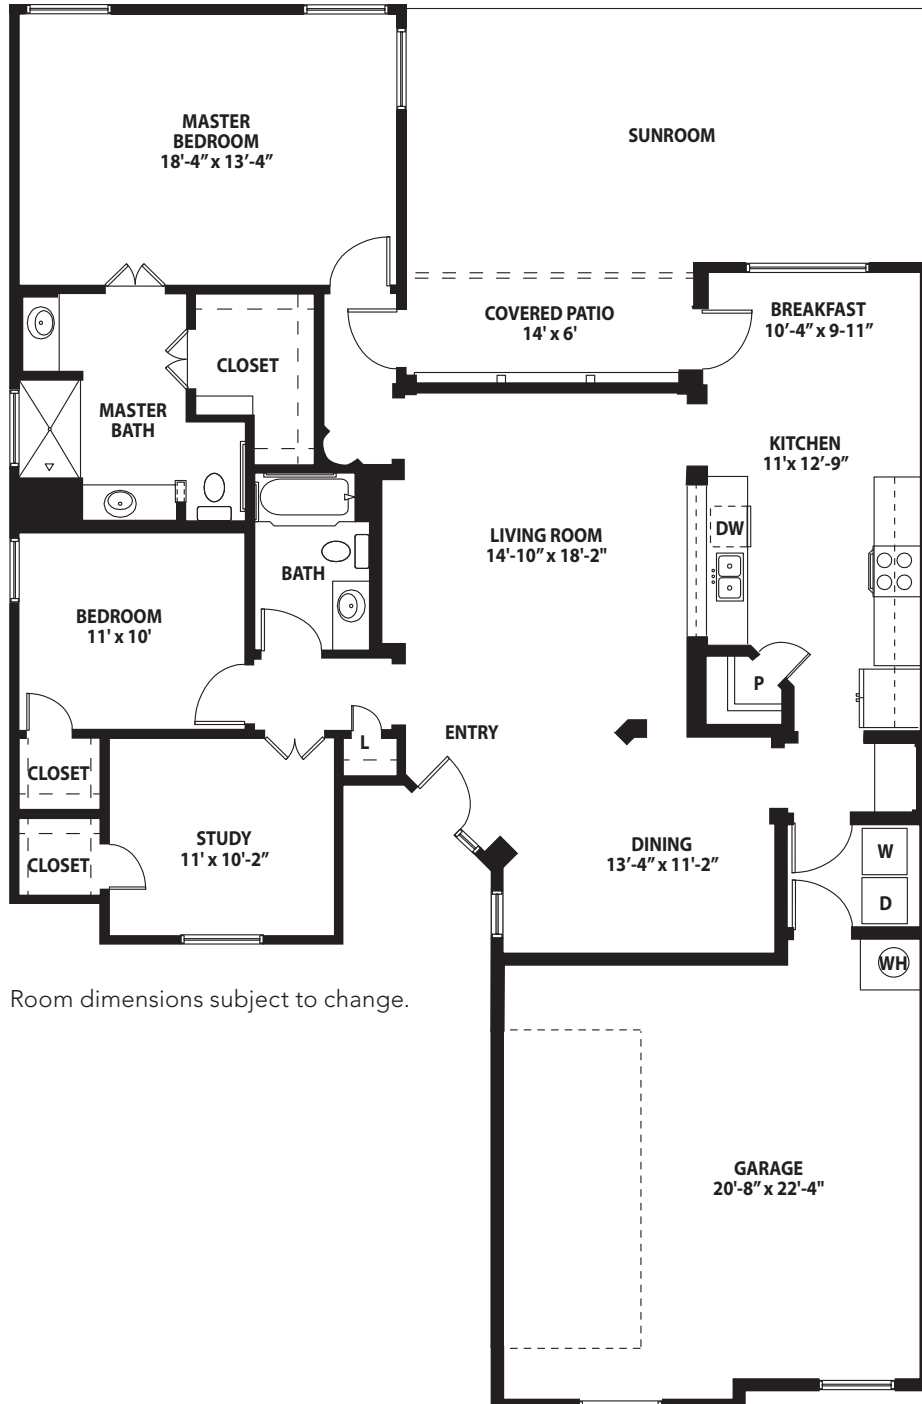 MASTER
BEDROOM
18'-4” x 13’-4”
SUNROOM
COVERED PATIO
14' x 6'
BREAKFAST
10’-4” x 9-11”
CLOSET
MASTER
BATH
KITCHEN
11'x 12’-9”
LIVING ROOM
14'-10” x 18'-2"
DW
BATH
BEDROOM
11' x 10'
P
ENTRY
L
CLOSET
STUDY
11' x 10'-2”
CLOSET
DINING
13'-4” x 11'-2”
W
D
WH
Room dimensions subject to change.
GARAGE
20'-8” x 22'-4"